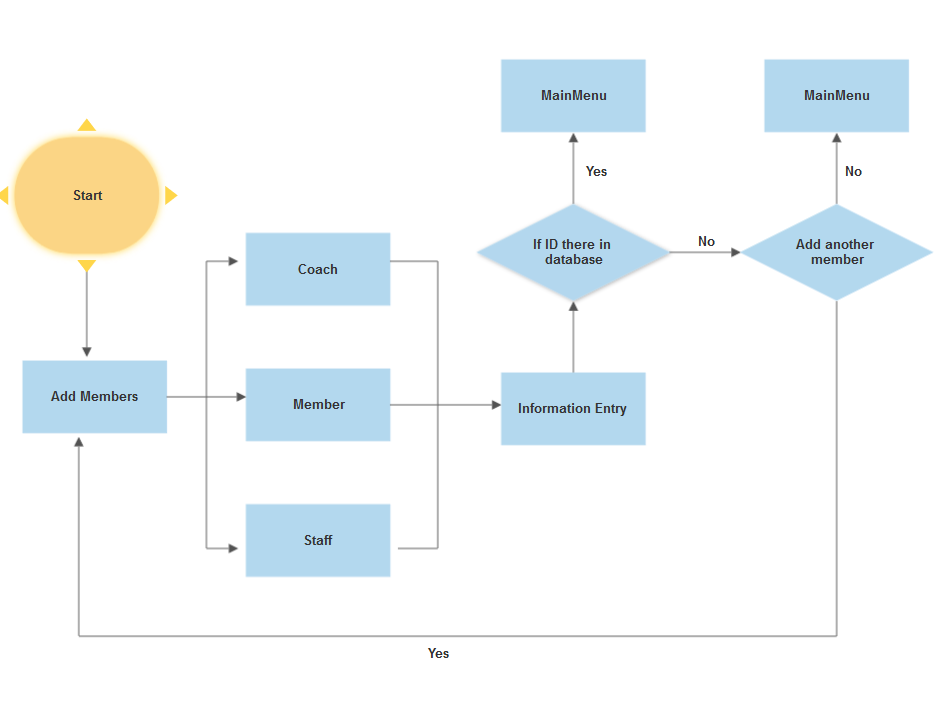 Start
Add Members
Coach
Member
Staff
Information Entry
If ID there in
database
Yes
MainMenu
No
Add another
member
No
MainMenu
Yes